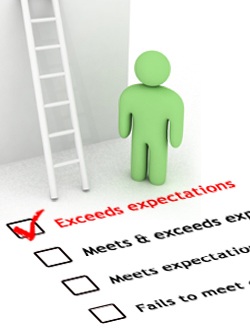 Exceeds expectations
Meets & exceeds
Meets
Fails to meet